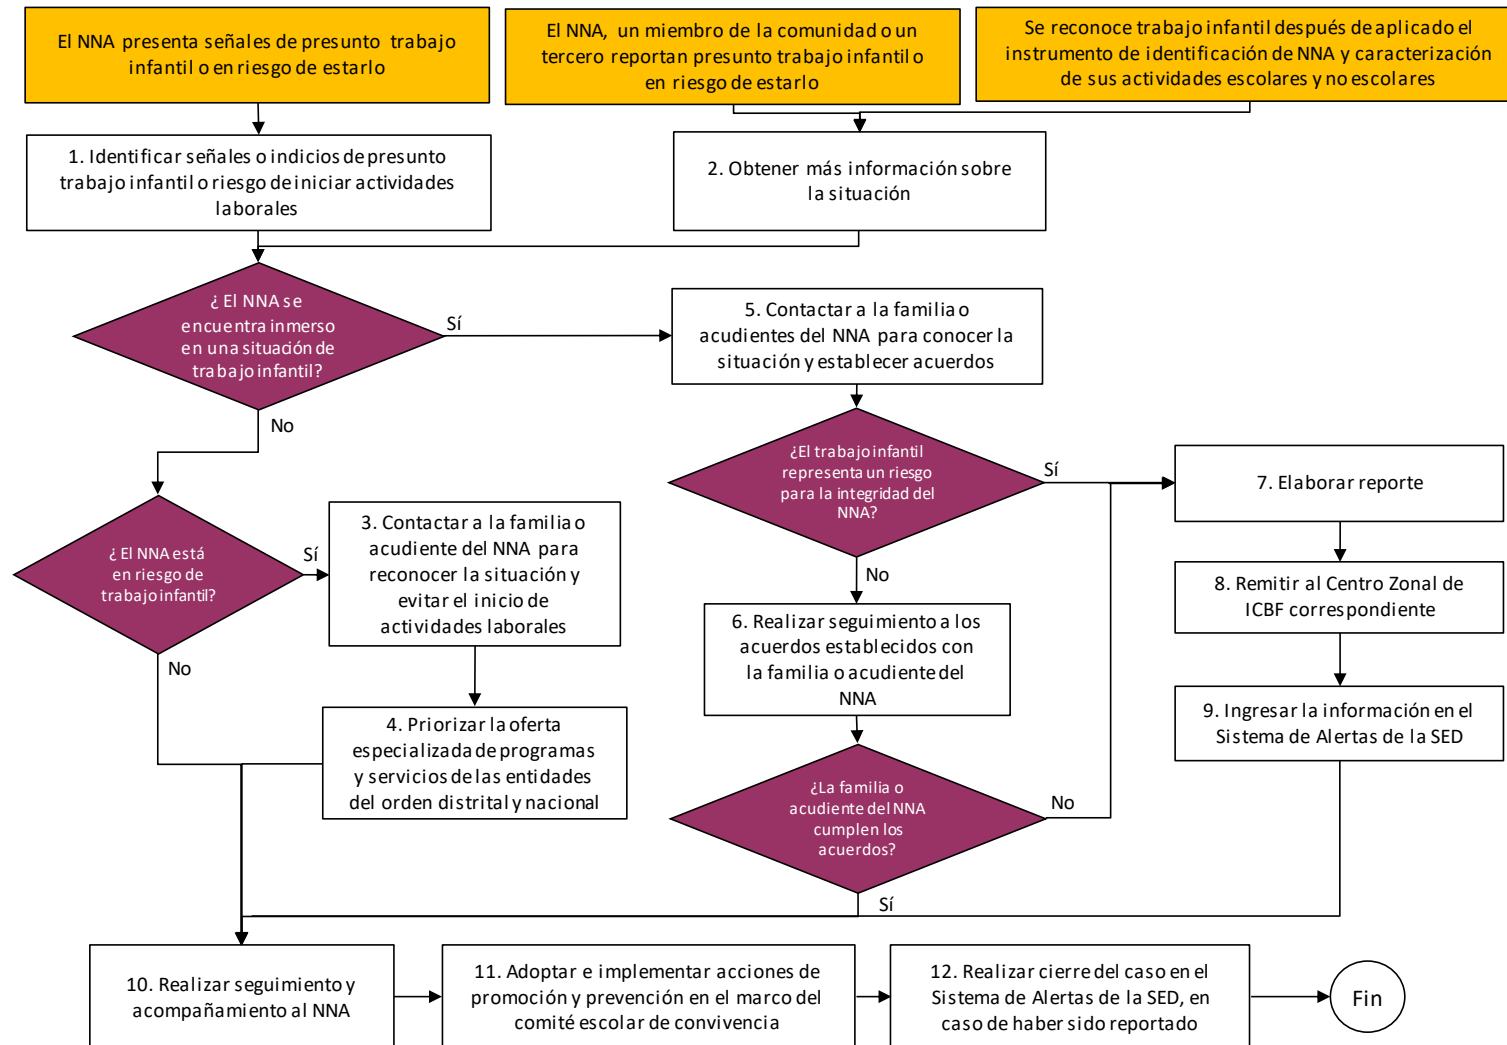 El NNA presenta señales de presunto trabajo
infantil o en riesgo de estarlo
El NNA, un miembro de la comunidad o un
tercero reportan presunto trabajo infantil o
en riesgo de estarlo
Se reconoce trabajo infantil después de aplicado el
instrumento de identificación de NNA y caracterización
de sus actividades escolares y no escolares
1. Identificar señales o indicios de presunto
trabajo infantil o riesgo de iniciar actividades
laborales
2. Obtener más información sobre
la situación
¿ El NNA se
encuentra inmerso
en una situación de
trabajo infantil?
Sí
No
5. Contactar a la familia o
acudientes del NNA para conocer la
situación y establecer acuerdos
¿El trabajo infantil
representa un riesgo
para la integridad del
NNA?
Sí
No
7. Elaborar reporte
¿ El NNA está
en riesgo de
trabajo infantil?
Sí
No
3. Contactar a la familia o
acudiente del NNA para
reconocer la situación y
evitar el inicio de
actividades laborales
8. Remitir al Centro Zonal de
ICBF correspondiente
6. Realizar seguimiento a los
acuerdos establecidos con
la familia o acudiente del
NNA
4. Priorizar la oferta
especializada de programas
y servicios de las entidades
del orden distrital y nacional
9. Ingresar la información en el
Sistema de Alertas de la SED
¿La familia o
acudiente del NNA
cumplen los
acuerdos?
No
Sí
10. Realizar seguimiento y
acompañamiento al NNA
11. Adoptar e implementar acciones de
promoción y prevención en el marco del
comité escolar de convivencia
12. Realizar cierre del caso en el
Sistema de Alertas de la SED, en
caso de haber sido reportado
Fin